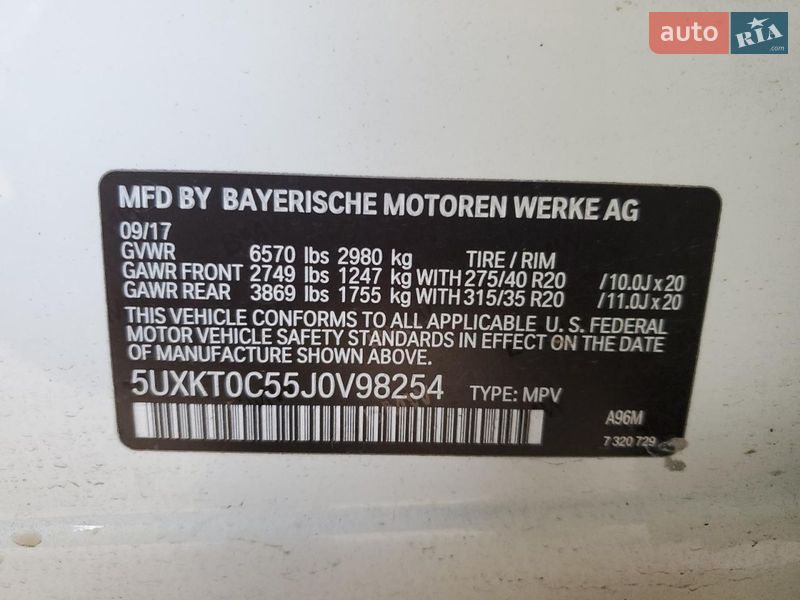 auto RIA .com
MFD BY BAYERISCHE MOTOREN WERKE AG
09/17
GVWR 6570 lbs 2980 kg TIRE / RIM
GAWR FRONT 2749 lbs 1247 kg WITH 275/40 R20 /10.0J x 20
GAWR REAR 3869 lbs 1755 kg WITH 315/35 R20 /11.0J x 20
THIS VEHICLE CONFORMS TO ALL APPLICABLE U. S. FEDERAL
MOTOR VEHICLE SAFETY STANDARDS IN EFFECT ON THE
DATE OF MANUFACTURE SHOWN ABOVE.
5UXKT0C55J0V98254 TYPE: MPV
A96M
7 320 729